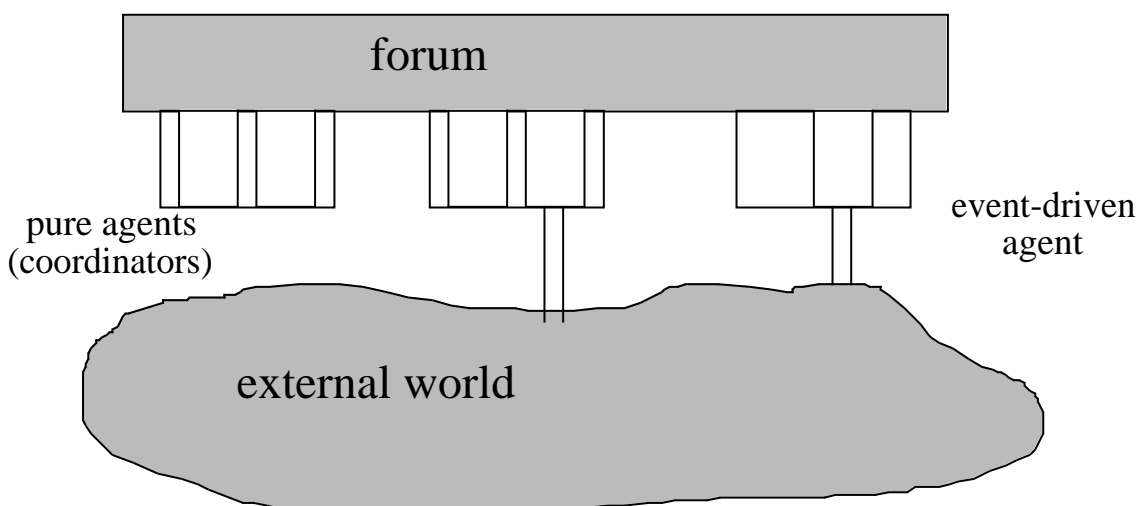 forum
pure agents
(coordinators)
event-driven
agent
external world